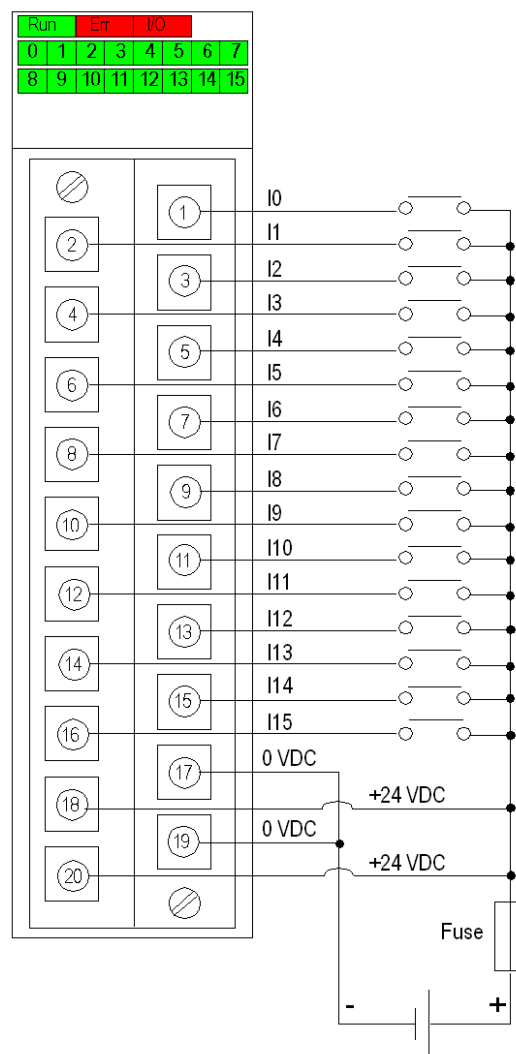 Run Err I/O
0 1 2 3 4 5 6 7
8 9 10 11 12 13 14 15
1 I0
2 I1
3 I2
4 I3
5 I4
6 I5
7 I6
8 I7
9 I8
10 I9
11 I10
12 I11
13 I12
14 I13
15 I14
16 I15
17 0 VDC
18 +24 VDC
19 0 VDC
20 +24 VDC
Fuse
- +